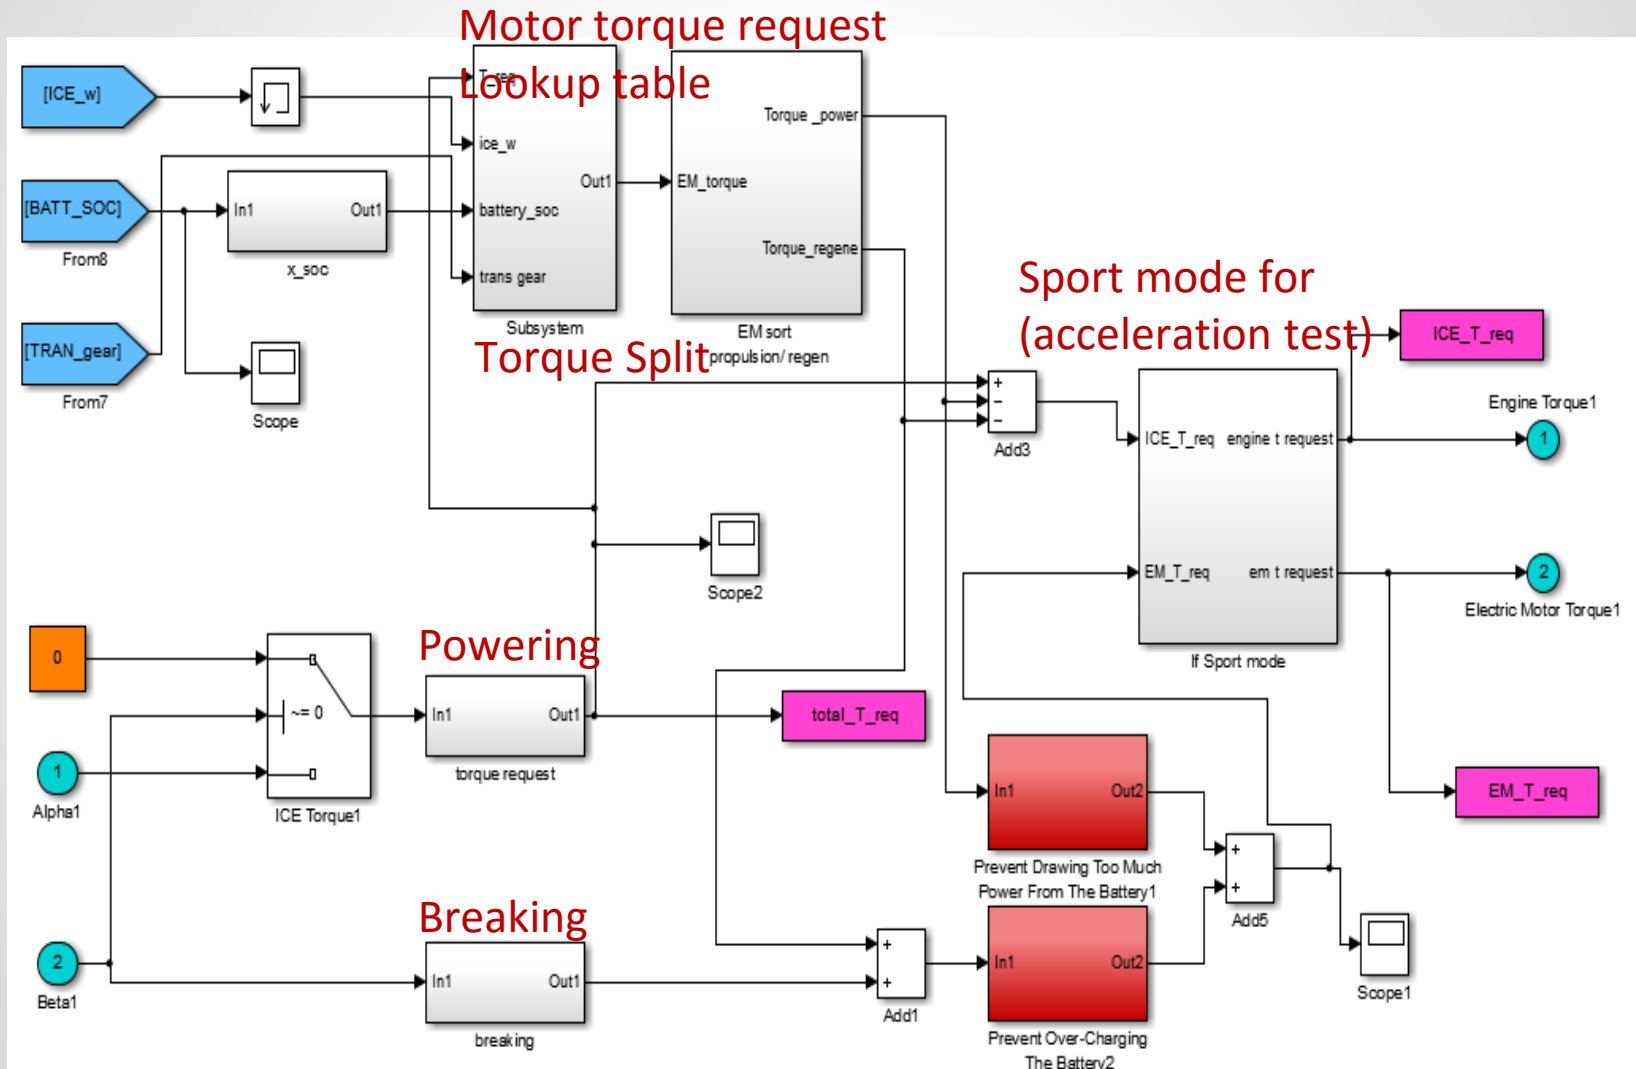 Motor torque request
Lookup table
[ICE_w]
T_req
ice_w
Torque _power
Out1
EM_torque
[BATT_SOC]
In1
Out1
battery_soc
From8
x_soc
Torque_regene
trans gear
Sport mode for
(acceleration test)
Subsystem
EM sort
propulsion/ regen
Torque Split
[TRAN_gear]
From7
Scope
ICE_T_req
+
−
−
Add3
Engine Torque1
ICE_T_req
engine t request
1
Scope2
EM_T_req
em t request
2
Electric Motor Torque1
If Sport mode
Powering
0
~= 0
In1
Out1
total_T_req
torque request
1
Alpha1
ICE Torque1
In1
Out2
EM_T_req
Prevent Drawing Too Much
Power From The Battery1
+
+
Add5
Breaking
2
Beta1
In1
Out1
breaking
+
+
Add1
In1
Out2
Prevent Over-Charging
The Battery2
Scope1